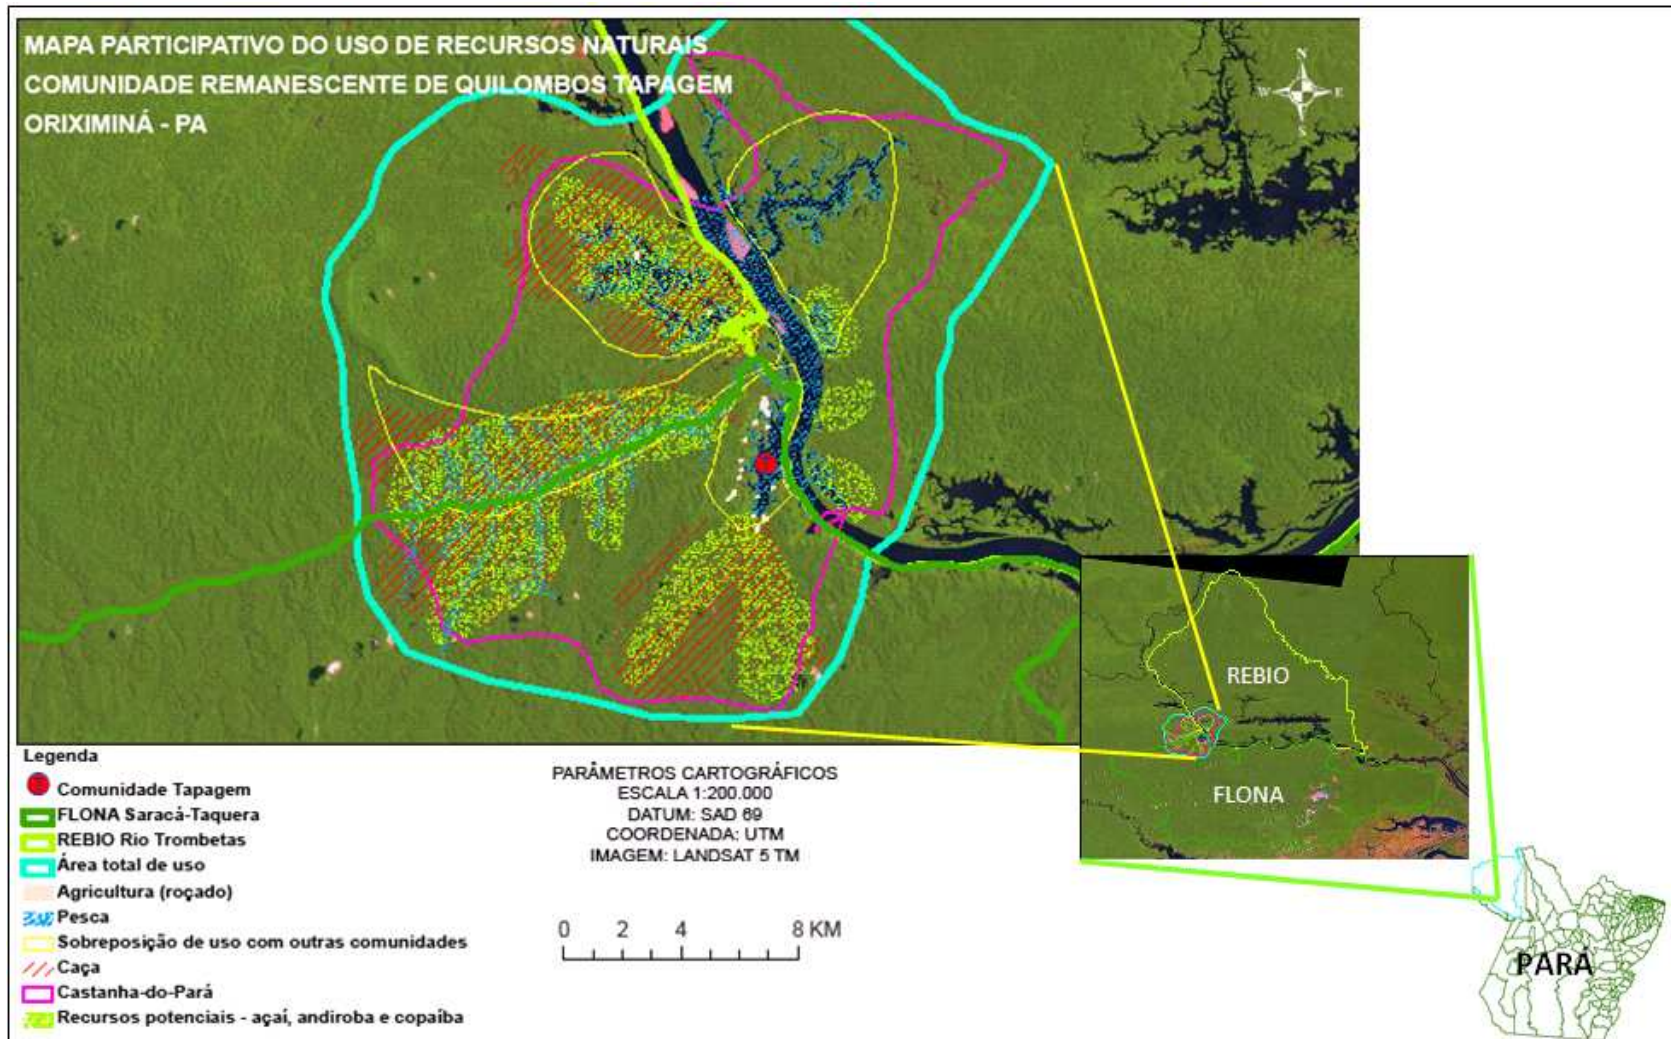 MAPA PARTICIPATIVO DO USO DE RECURSOS NATURAIS
COMUNIDADE REMANESCENTE DE QUILOMBOS TAPAGEM
ORIXIMINÁ - PA
N
W E
S
REBIO
FLONA
PARÁ
Legenda
Comunidade Tapagem
FLONA Saracá-Taquera
REBIO Rio Trombetas
Área total de uso
Agricultura (roçado)
Pesca
Sobreposição de uso com outras comunidades
Caça
Castanha-do-Pará
Recursos potenciais - açaí, andiroba e copaíba
PARÂMETROS CARTOGRÁFICOS
ESCALA 1:200.000
DATUM: SAD 69
COORDENADA: UTM
IMAGEM: LANDSAT 5 TM
0 2 4 8 KM